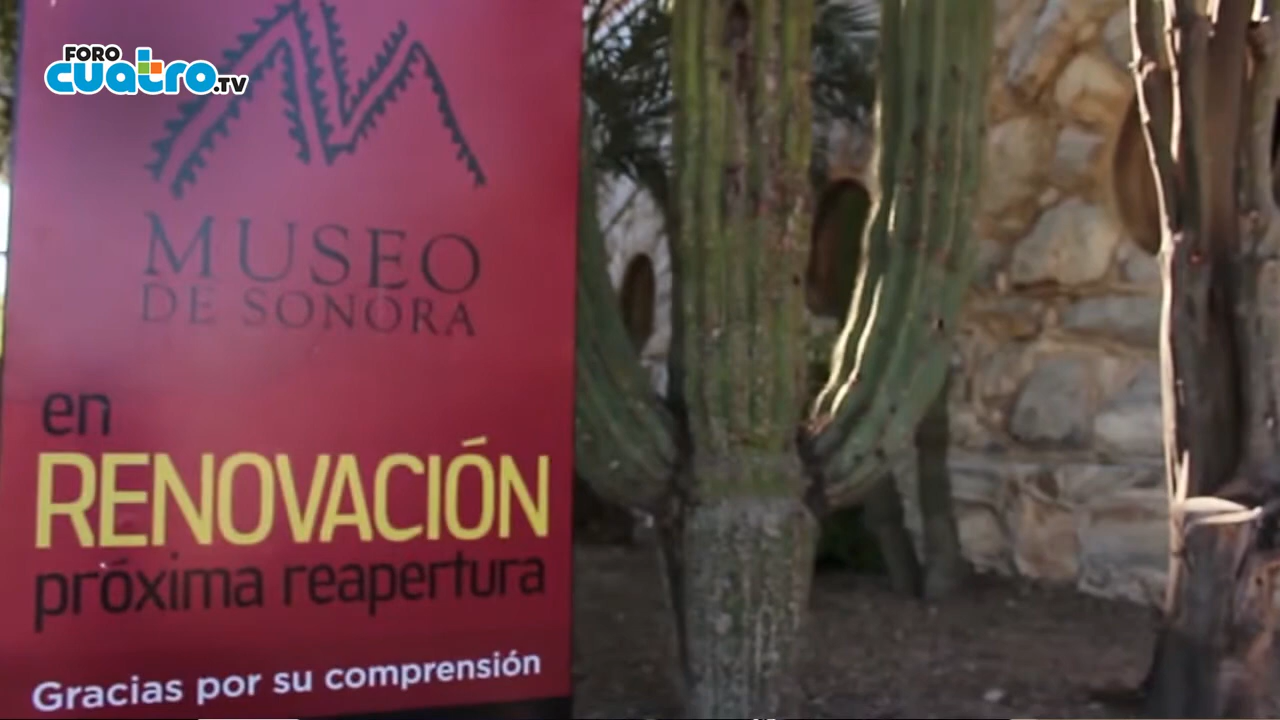 FORO
cuatro.TV
MUSEO
DE SONORA
en
RENOVACIÓN
próxima reapertura
Gracias por su comprensión